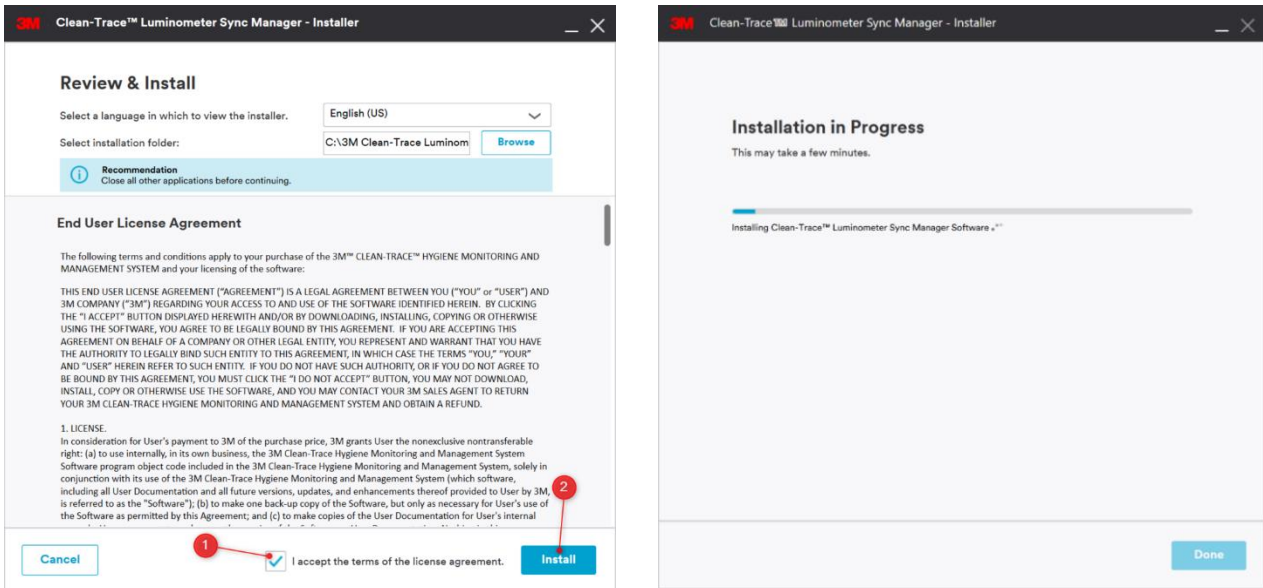 3M Clean-Trace™ Luminometer Sync Manager - Installer
Review & Install
Select a language in which to view the installer.
English (US)
Select installation folder:
C:\3M Clean-Trace Luminom
Browse
Recommendation
Close all other applications before continuing.
End User License Agreement
The following terms and conditions apply to your purchase of the 3M™ CLEAN-TRACE™ HYGIENE MONITORING AND
MANAGEMENT SYSTEM and your licensing of the software:
THIS END USER LICENSE AGREEMENT ("AGREEMENT") IS A LEGAL AGREEMENT BETWEEN YOU ("YOU" or "USER") AND
3M COMPANY ("3M") REGARDING YOUR ACCESS TO AND USE OF THE SOFTWARE IDENTIFIED HEREIN. BY CLICKING
THE "I ACCEPT" BUTTON DISPLAYED HEREWITH AND/OR BY DOWNLOADING, INSTALLING, COPYING OR OTHERWISE
USING THE SOFTWARE, YOU AGREE TO BE LEGALLY BOUND BY THIS AGREEMENT. IF YOU ARE ACCEPTING THIS
AGREEMENT ON BEHALF OF A COMPANY OR OTHER LEGAL ENTITY, YOU REPRESENT AND WARRANT THAT YOU HAVE
THE AUTHORITY TO LEGALLY BIND SUCH ENTITY TO THIS AGREEMENT, IN WHICH CASE THE TERMS "YOU," "YOUR"
AND "USER" HEREIN REFER TO SUCH ENTITY. IF YOU DO NOT HAVE SUCH AUTHORITY, OR IF YOU DO NOT AGREE TO
BE BOUND BY THIS AGREEMENT, YOU MUST CLICK THE "I DO NOT ACCEPT" BUTTON, YOU MAY NOT DOWNLOAD,
INSTALL, COPY OR OTHERWISE USE THE SOFTWARE, AND YOU MAY CONTACT YOUR 3M SALES AGENT TO RETURN
YOUR 3M CLEAN-TRACE HYGIENE MONITORING AND MANAGEMENT SYSTEM AND OBTAIN A REFUND.
1. LICENSE.
In consideration for User's payment to 3M of the purchase price, 3M grants User the nonexclusive nontransferable
right: (a) to use internally, in its own business, the 3M Clean-Trace Hygiene Monitoring and Management System
Software program object code included in the 3M Clean-Trace Hygiene Monitoring and Management System, solely in
conjunction with its use of the 3M Clean-Trace Hygiene Monitoring and Management System (which software,
including all User Documentation and all future versions, updates, and enhancements thereof provided to User by 3M,
is referred to as the "Software"); (b) to make one back-up copy of the Software, but only as necessary for User's use of
the Software as permitted by this Agreement; and (c) to make copies of the User Documentation for User's internal
2
1
Cancel
I accept the terms of the license agreement.
Install
3M Clean-Trace™ Luminometer Sync Manager - Installer
Installation in Progress
This may take a few minutes.
Installing Clean-Trace™ Luminometer Sync Manager Software
Done